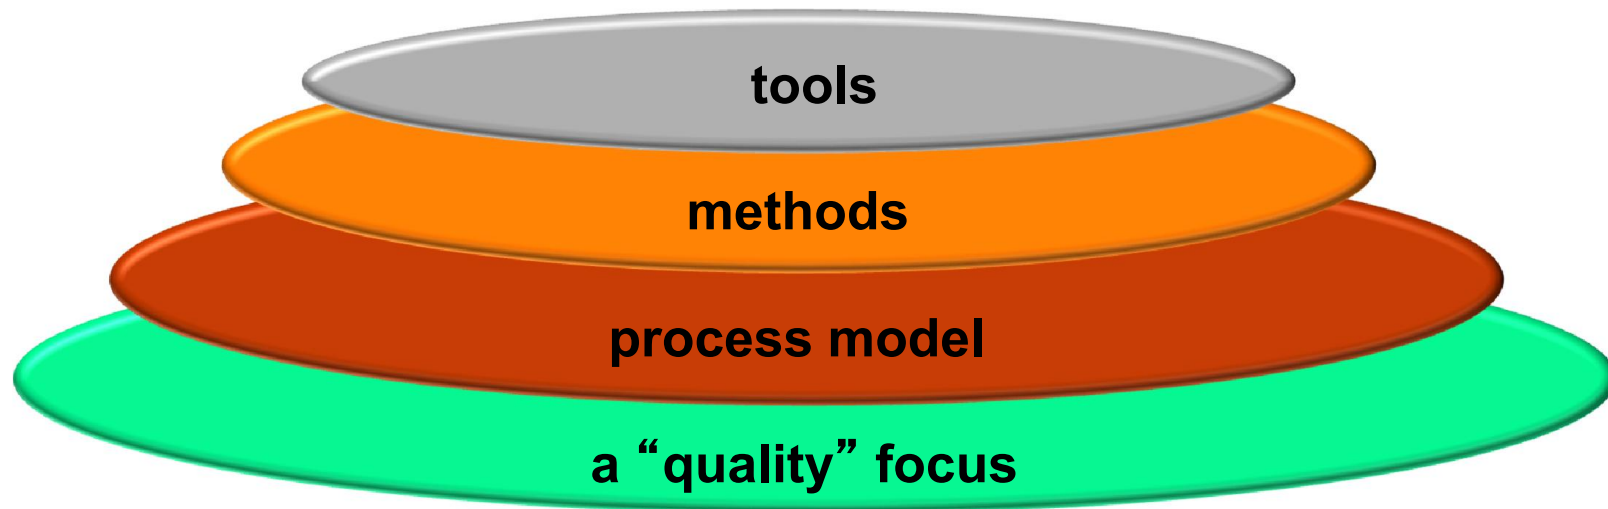 tools
methods
process model
a “quality” focus